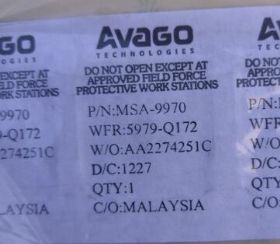 AVAGO
TECHNOLOGIES
DO NOT OPEN EXCEPT AT
APPROVED FIELD FORCE
PROTECTIVE WORK STATIONS
P/N:MSA-9970
WFR:5979-Q172
W/O:AA2274251C
D/C:1227
QTY:1
C/O:MALAYSIA